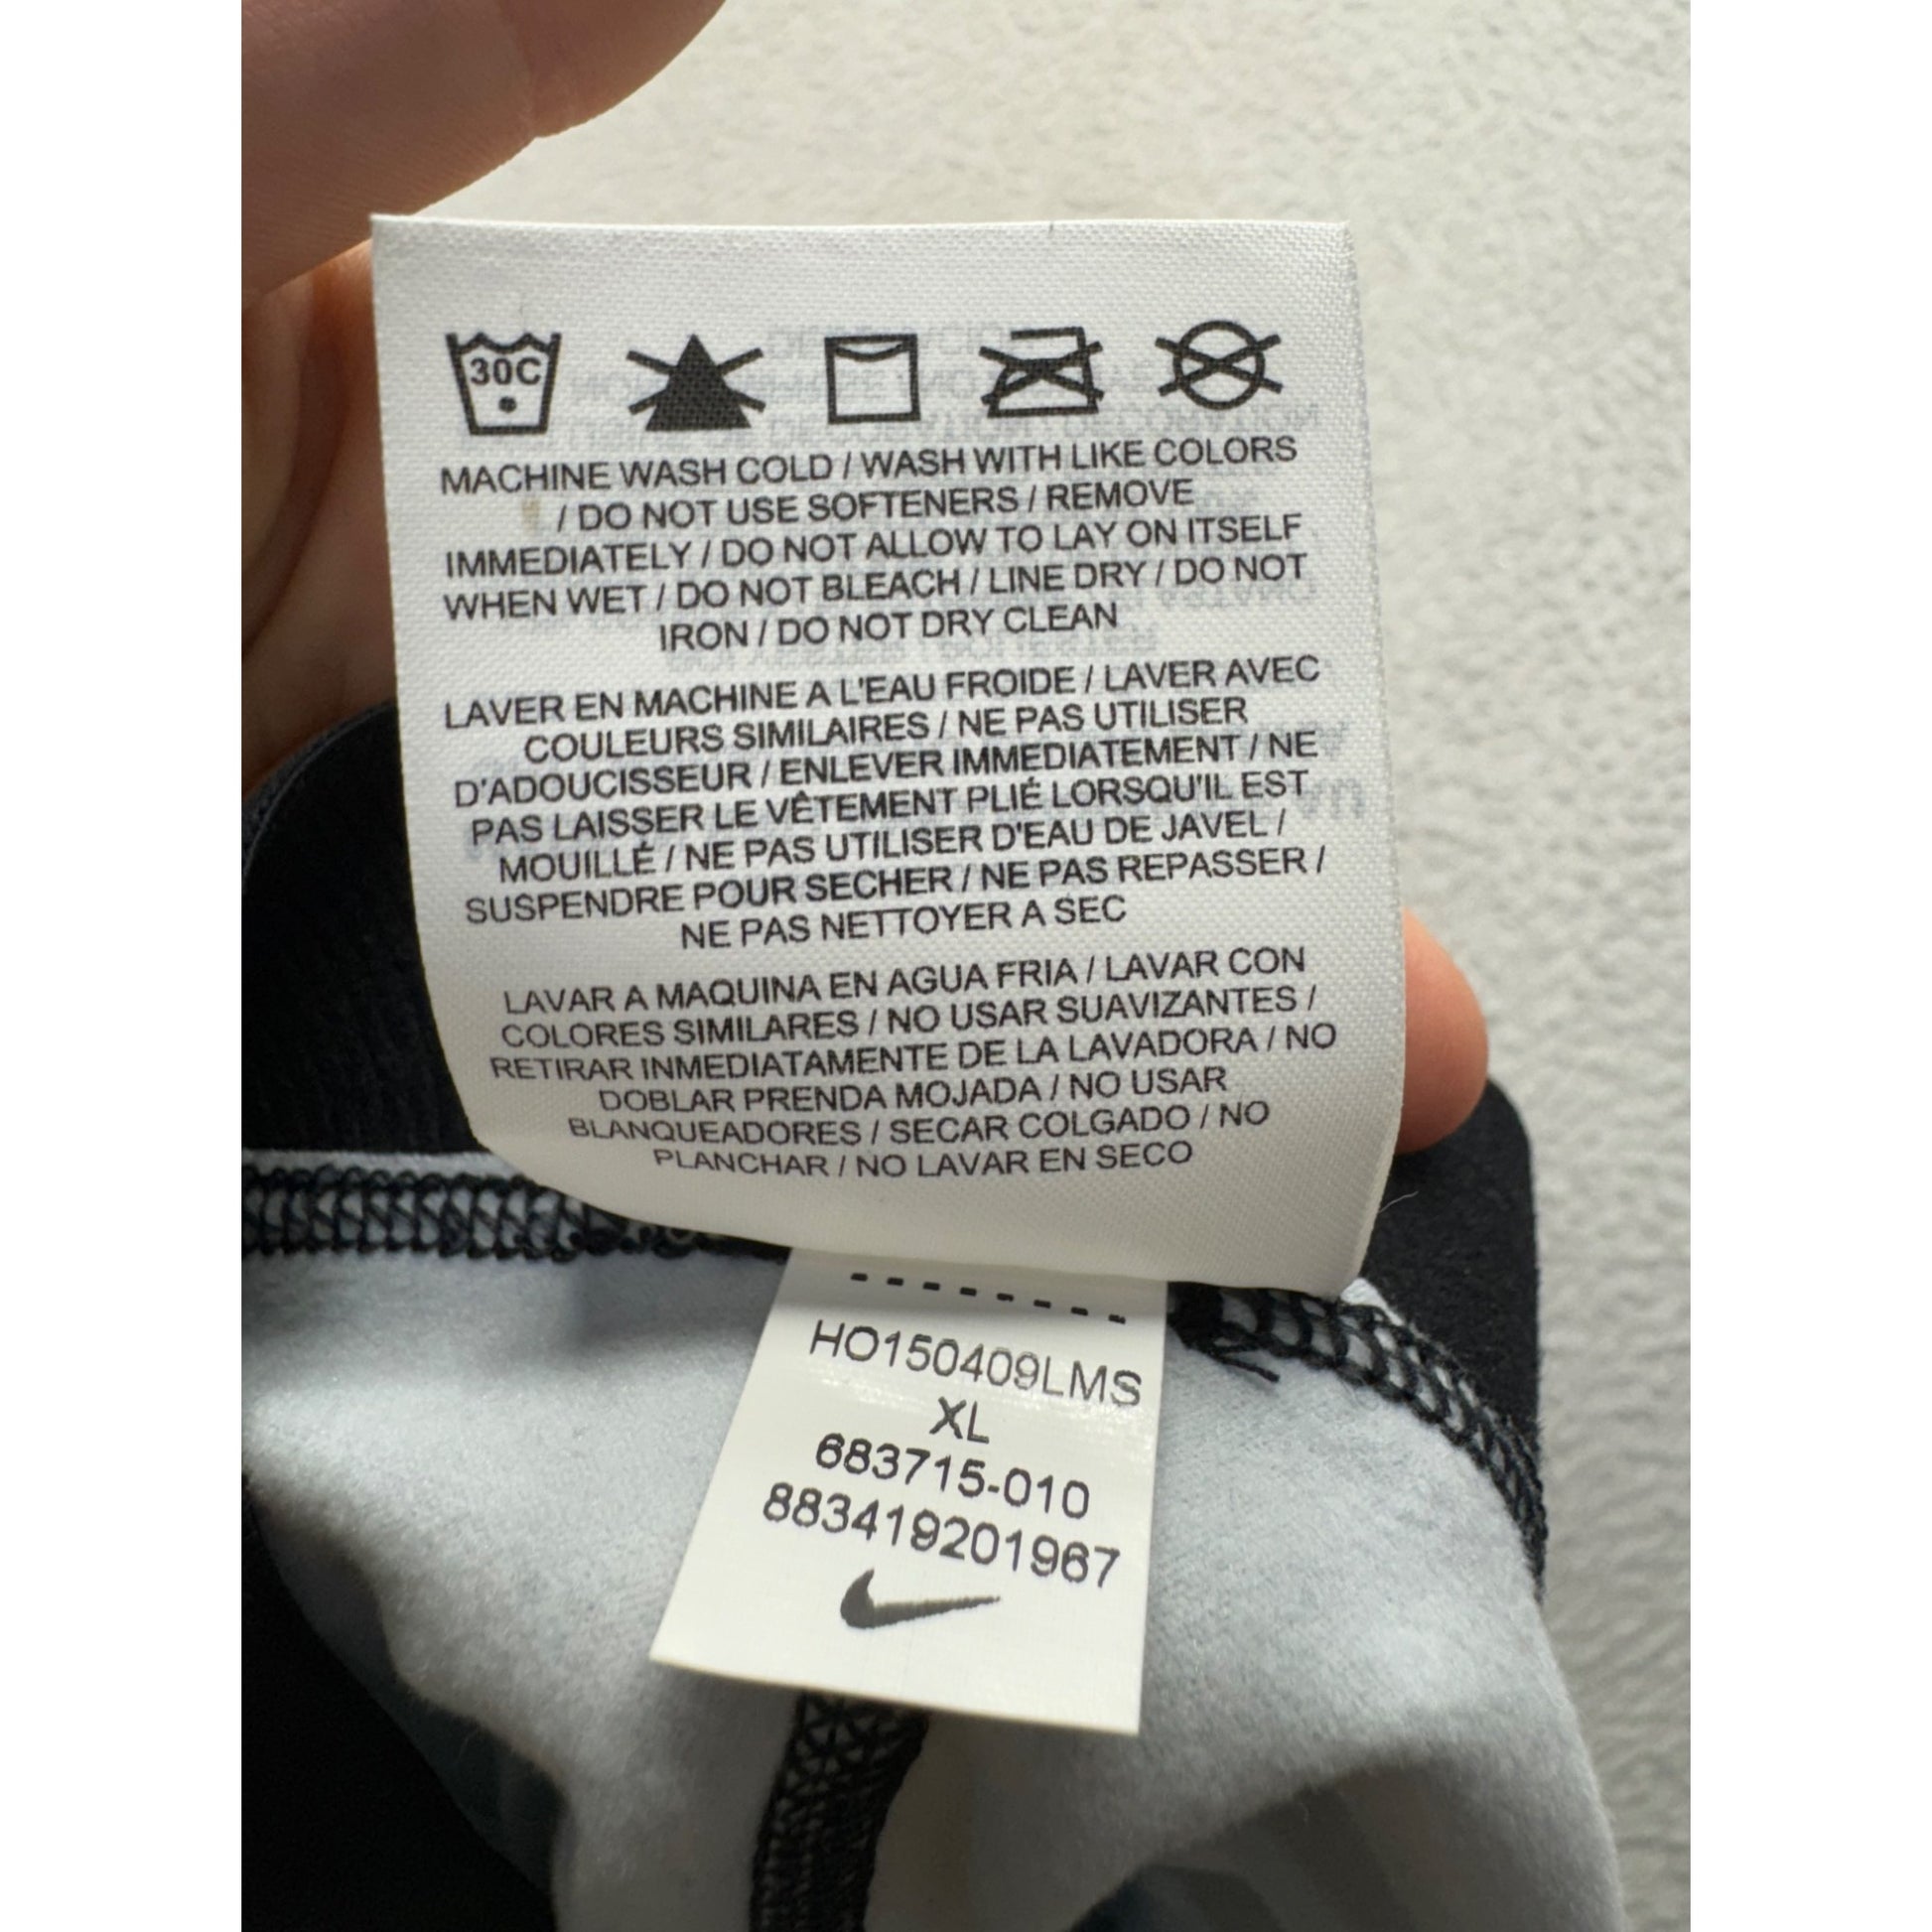 30C
MACHINE WASH COLD / WASH WITH LIKE COLORS
/ DO NOT USE SOFTENERS / REMOVE
IMMEDIATELY / DO NOT ALLOW TO LAY ON ITSELF
WHEN WET / DO NOT BLEACH / LINE DRY / DO NOT
IRON / DO NOT DRY CLEAN
LAVER EN MACHINE A L'EAU FROIDE / LAVER AVEC
COULEURS SIMILAIRES / NE PAS UTILISER
D'ADOUCISSEUR / ENLEVER IMMEDIATEMENT / NE
PAS LAISSER LE VÊTEMENT PLIÉ LORSQU'IL EST
MOUILLÉ / NE PAS UTILISER D'EAU DE JAVEL /
SUSPENDRE POUR SECHER / NE PAS REPASSER /
NE PAS NETTOYER A SEC
LAVAR A MAQUINA EN AGUA FRIA / LAVAR CON
COLORES SIMILARES / NO USAR SUAVIZANTES /
RETIRAR INMEDIATAMENTE DE LA LAVADORA / NO
DOBLAR PRENDA MOJADA / NO USAR
BLANQUEADORES / SECAR COLGADO / NO
PLANCHAR / NO LAVAR EN SECO
HO150409LMS
XL
683715-010
883419201967